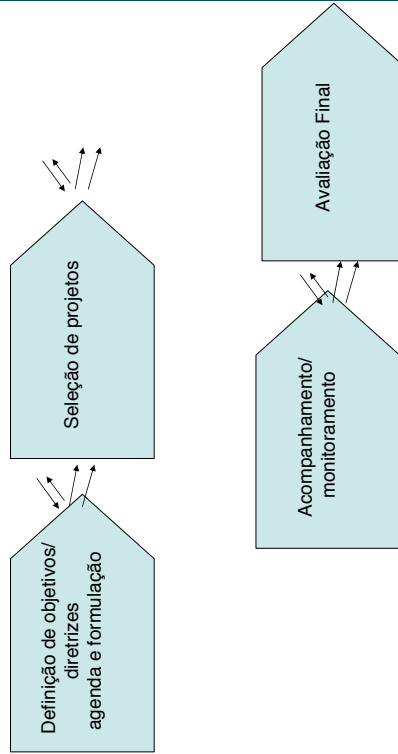 Definição de objetivos/
diretrizes
agenda e formulação
Seleção de projetos
Acompanhamento/
monitoramento
Avaliação Final